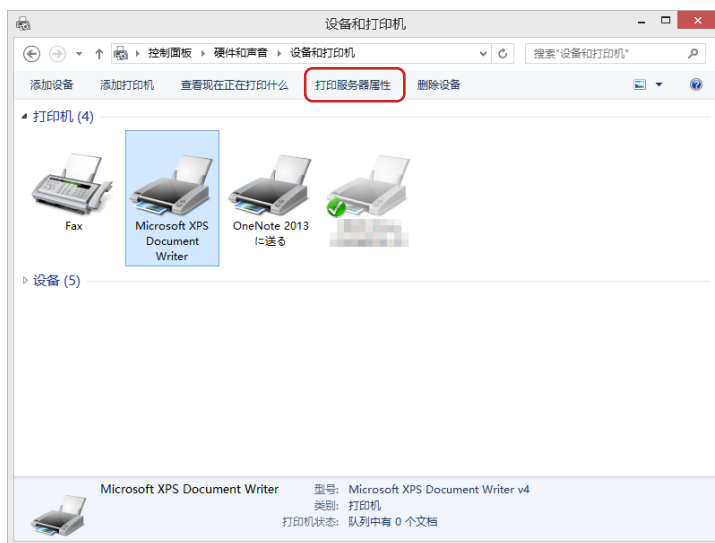 设备和打印机
控制面板 硬件和声音 设备和打印机
搜索"设备和打印机"
添加设备 添加打印机 查看现在正在打印什么 打印服务器属性 删除设备
打印机 (4)
Fax
Microsoft XPS
Document
Writer
OneNote 2013
に送る
设备 (5)
Microsoft XPS Document Writer
型号: Microsoft XPS Document Writer v4
类别: 打印机
打印机状态: 队列中有 0 个文档